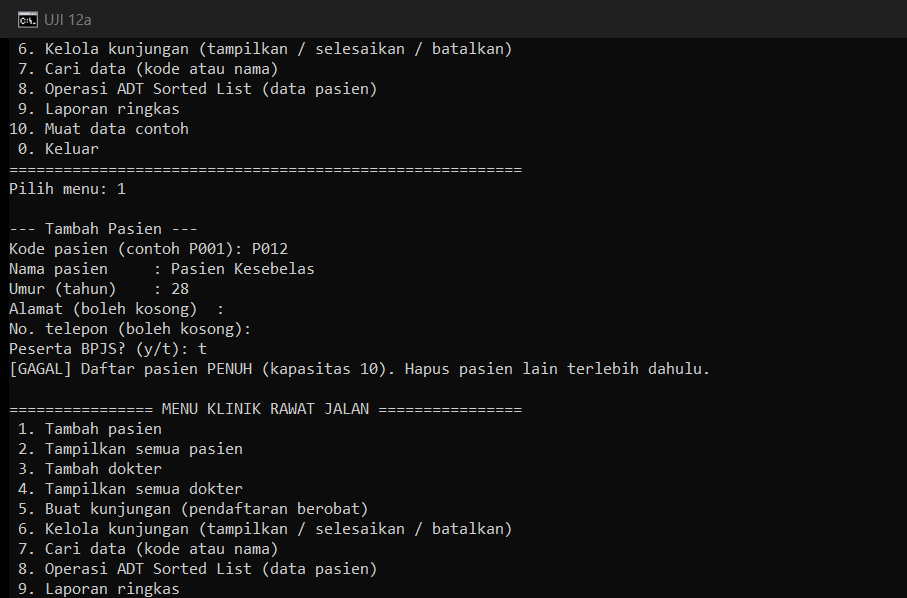 UJI 12a
 6. Kelola kunjungan (tampilkan / selesaikan / batalkan)
 7. Cari data (kode atau nama)
 8. Operasi ADT Sorted List (data pasien)
 9. Laporan ringkas
10. Muat data contoh
 0. Keluar
=========================================================
Pilih menu: 1
--- Tambah Pasien ---
Kode pasien (contoh P001): P012
Nama pasien     : Pasien Kesebelas
Umur (tahun)    : 28
Alamat (boleh kosong)  :
No. telepon (boleh kosong):
Peserta BPJS? (y/t): t
[GAGAL] Daftar pasien PENUH (kapasitas 10). Hapus pasien lain terlebih dahulu.
================ MENU KLINIK RAWAT JALAN ================
 1. Tambah pasien
 2. Tampilkan semua pasien
 3. Tambah dokter
 4. Tampilkan semua dokter
 5. Buat kunjungan (pendaftaran berobat)
 6. Kelola kunjungan (tampilkan / selesaikan / batalkan)
 7. Cari data (kode atau nama)
 8. Operasi ADT Sorted List (data pasien)
 9. Laporan ringkas